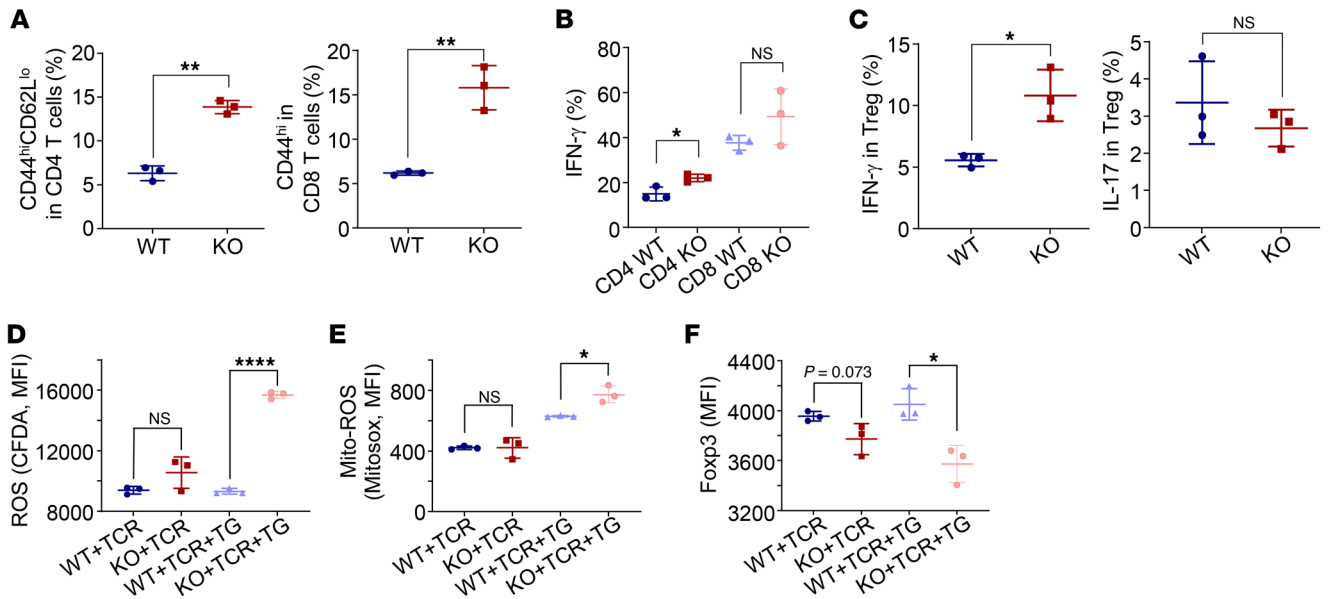 A
CD44hiCD62Llo
in CD4 T cells (%)
20
15
10
5
0
**
WT
KO
CD44hi in
CD8 T cells (%)
20
15
10
5
0
**
WT
KO
B
IFN-γ (%)
80
60
40
20
0
*
NS
CD4 WT
CD4 KO
CD8 WT
CD8 KO
C
IFN-γ in Treg (%)
15
10
5
0
*
WT
KO
IL-17 in Treg (%)
5
4
3
2
1
0
NS
WT
KO
D
ROS (CFDA, MFI)
16000
12000
8000
NS
****
WT+TCR
KO+TCR
WT+TCR+TG
KO+TCR+TG
E
Mito-ROS
(Mitosox, MFI)
800
400
0
NS
*
WT+TCR
KO+TCR
WT+TCR+TG
KO+TCR+TG
F
Foxp3 (MFI)
4400
4000
3600
3200
P = 0.073
*
WT+TCR
KO+TCR
WT+TCR+TG
KO+TCR+TG